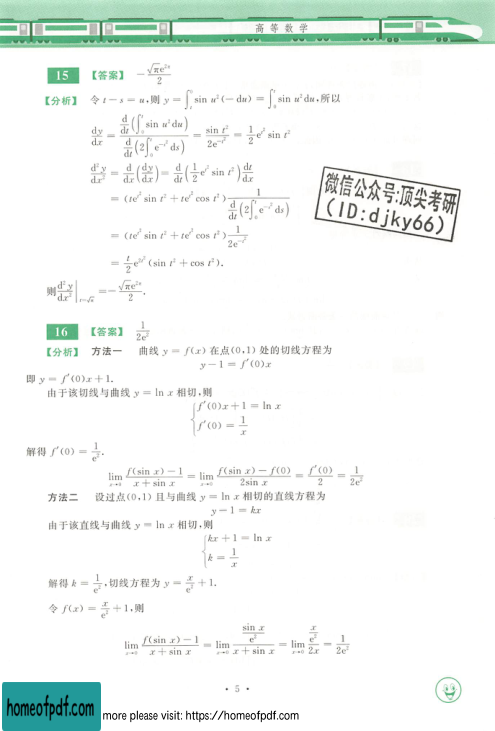 高等数学
15 【答案】 $-\frac{\sqrt{\pi}e^{2\pi}}{2}$
【分析】 令 $t-s=u$,则 $y=\int_t^0 \sin u^2(-du)=\int_0^t \sin u^2 du$,所以
$\frac{dy}{dx}=\frac{\frac{d}{dt}\left(\int_0^t \sin u^2 du\right)}{\frac{d}{dt}\left(2\int_0^t e^{-s^2}ds\right)}=\frac{\sin t^2}{2e^{-t^2}}=\frac{1}{2}e^{t^2}\sin t^2$
$\frac{d^2y}{dx^2}=\frac{d}{dx}\left(\frac{dy}{dx}\right)=\frac{d}{dt}\left(\frac{1}{2}e^{t^2}\sin t^2\right)\frac{dt}{dx}$
$=(te^{t^2}\sin t^2+te^{t^2}\cos t^2)\frac{1}{\frac{d}{dt}\left(2\int_0^t e^{-s^2}ds\right)}$
$=(te^{t^2}\sin t^2+te^{t^2}\cos t^2)\frac{1}{2e^{-t^2}}$
$=\frac{t}{2}e^{2t^2}(\sin t^2+\cos t^2).$
则 $\left.\frac{d^2y}{dx^2}\right|_{t=\sqrt{\pi}}=-\frac{\sqrt{\pi}e^{2\pi}}{2}.$
微信公众号:顶尖考研
(ID:djky66)
16 【答案】 $\frac{1}{2e^2}$
【分析】 方法一 曲线 $y=f(x)$ 在点(0,1) 处的切线方程为
$y-1=f'(0)x$
即 $y=f'(0)x+1.$
由于该切线与曲线 $y=\ln x$ 相切,则
$\begin{cases}f'(0)x+1=\ln x\\f'(0)=\frac{1}{x}\end{cases}$
解得 $f'(0)=\frac{1}{e^2}.$
$\lim_{x\to 0}\frac{f(\sin x)-1}{x+\sin x}=\lim_{x\to 0}\frac{f(\sin x)-f(0)}{2\sin x}=\frac{f'(0)}{2}=\frac{1}{2e^2}$
方法二 设过点(0,1) 且与曲线 $y=\ln x$ 相切的直线方程为
$y-1=kx$
由于该直线与曲线 $y=\ln x$ 相切,则
$\begin{cases}kx+1=\ln x\\k=\frac{1}{x}\end{cases}$
解得 $k=\frac{1}{e^2}$,切线方程为 $y=\frac{x}{e^2}+1.$
令 $f(x)=\frac{x}{e^2}+1$,则
$\lim_{x\to 0}\frac{f(\sin x)-1}{x+\sin x}=\lim_{x\to 0}\frac{\frac{\sin x}{e^2}}{x+\sin x}=\lim_{x\to 0}\frac{\frac{x}{e^2}}{2x}=\frac{1}{2e^2}$
· 5 ·
homeofpdf.com
more please visit: https://homeofpdf.com